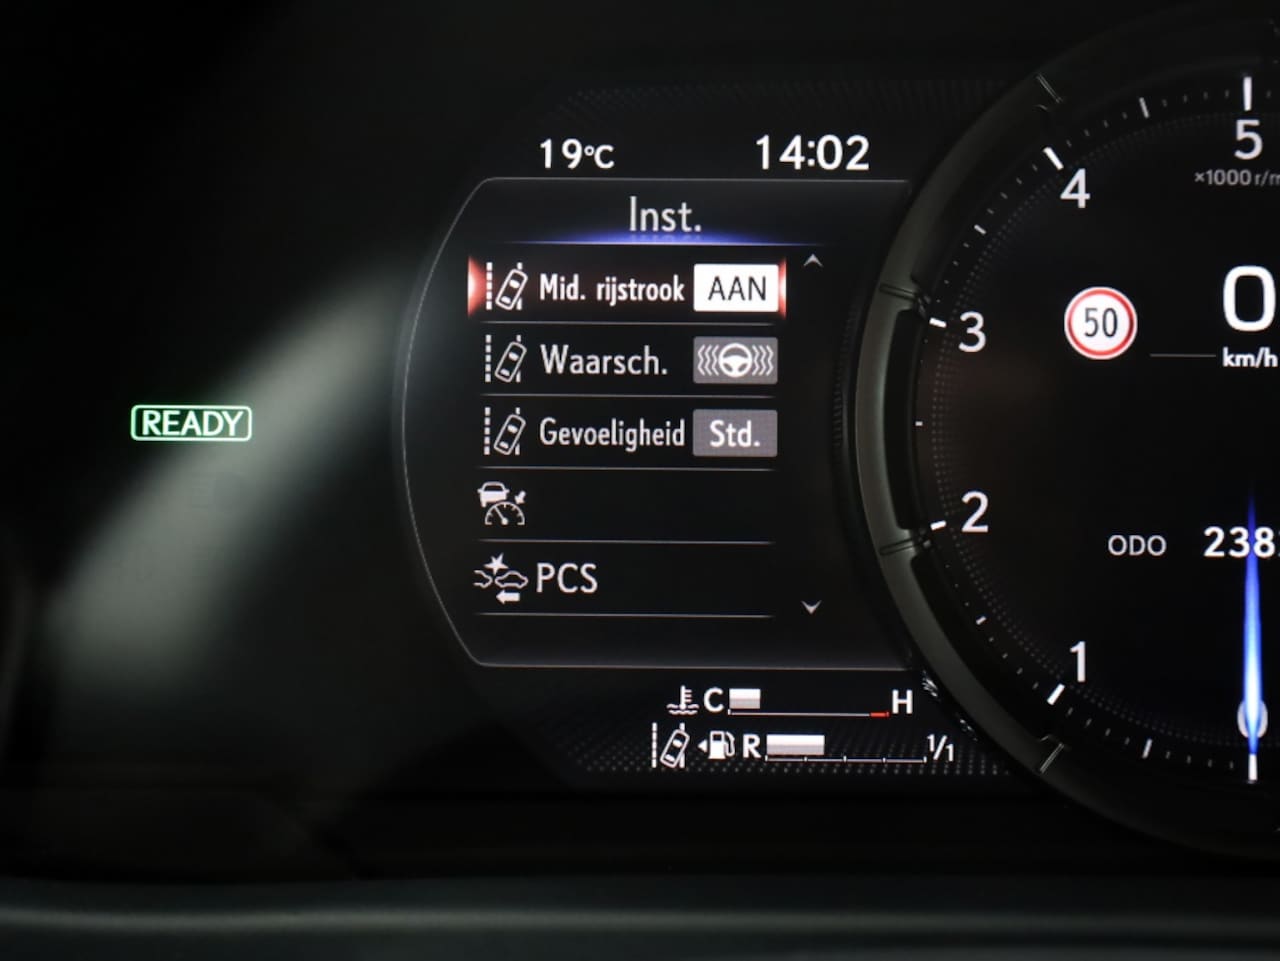 19°C 14:02
Inst.
Mid. rijstrook AAN
Waarsch.
Gevoeligheid Std.
PCS
READY
C H
R 1/1
5
×1000 r/m
4
3
2
1
0
50
0
km/h
ODO 238